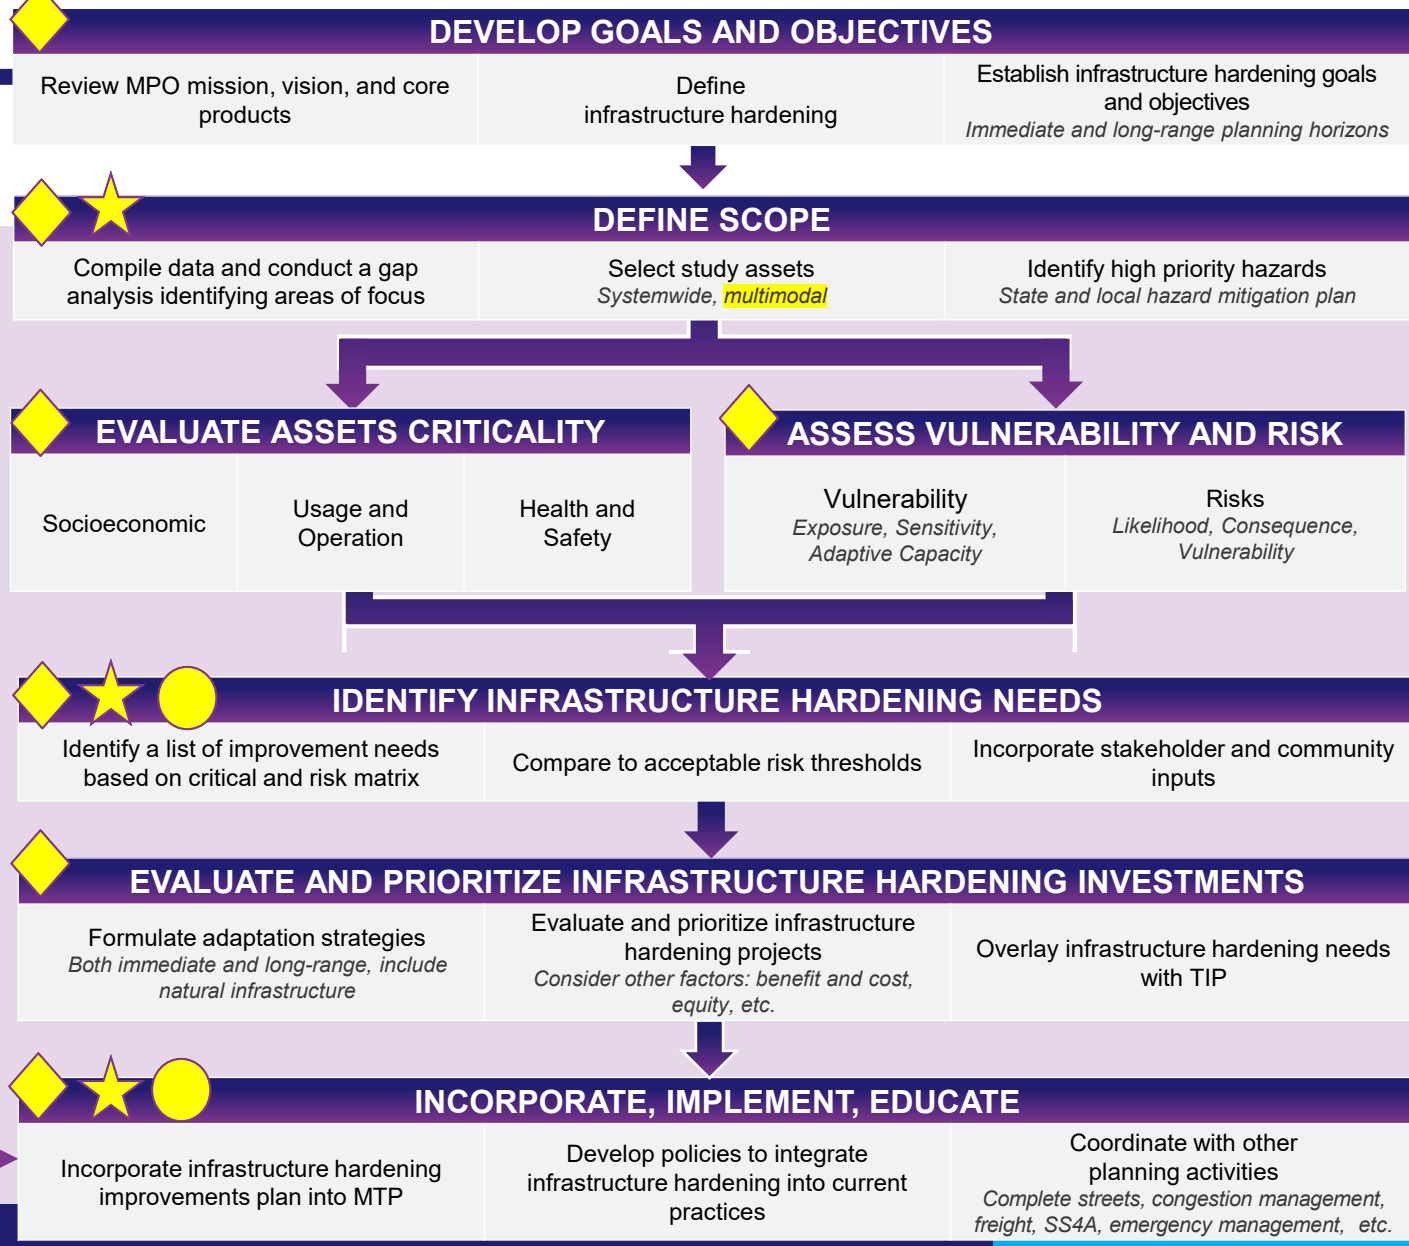 DEVELOP GOALS AND OBJECTIVES
Review MPO mission, vision, and core
products
Define
infrastructure hardening
Establish infrastructure hardening goals
and objectives
Immediate and long-range planning horizons
DEFINE SCOPE
Compile data and conduct a gap
analysis identifying areas of focus
Select study assets
Systemwide, multimodal
Identify high priority hazards
State and local hazard mitigation plan
EVALUATE ASSETS CRITICALITY
Socioeconomic
Usage and
Operation
Health and
Safety
ASSESS VULNERABILITY AND RISK
Vulnerability
Exposure, Sensitivity,
Adaptive Capacity
Risks
Likelihood, Consequence,
Vulnerability
IDENTIFY INFRASTRUCTURE HARDENING NEEDS
Identify a list of improvement needs
based on critical and risk matrix
Compare to acceptable risk thresholds
Incorporate stakeholder and community
inputs
EVALUATE AND PRIORITIZE INFRASTRUCTURE HARDENING INVESTMENTS
Formulate adaptation strategies
Both immediate and long-range, include
natural infrastructure
Evaluate and prioritize infrastructure
hardening projects
Consider other factors: benefit and cost,
equity, etc.
Overlay infrastructure hardening needs
with TIP
INCORPORATE, IMPLEMENT, EDUCATE
Incorporate infrastructure hardening
improvements plan into MTP
Develop policies to integrate
infrastructure hardening into current
practices
Coordinate with other
planning activities
Complete streets, congestion management,
freight, SS4A, emergency management, etc.